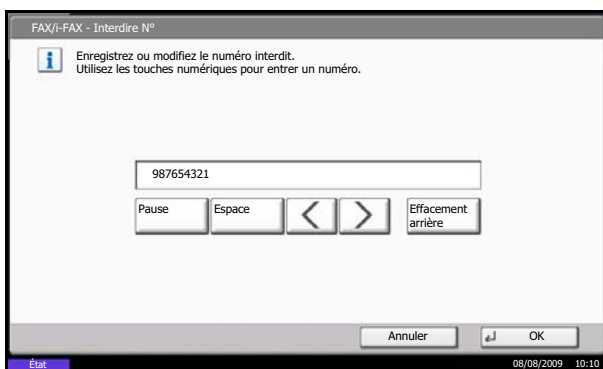 FAX/i-FAX - Interdire N°
Enregistrez ou modifiez le numéro interdit.
Utilisez les touches numériques pour entrer un numéro.
987654321
Pause
Espace
Effacement
arrière
Annuler
OK
État
08/08/2009 10:10